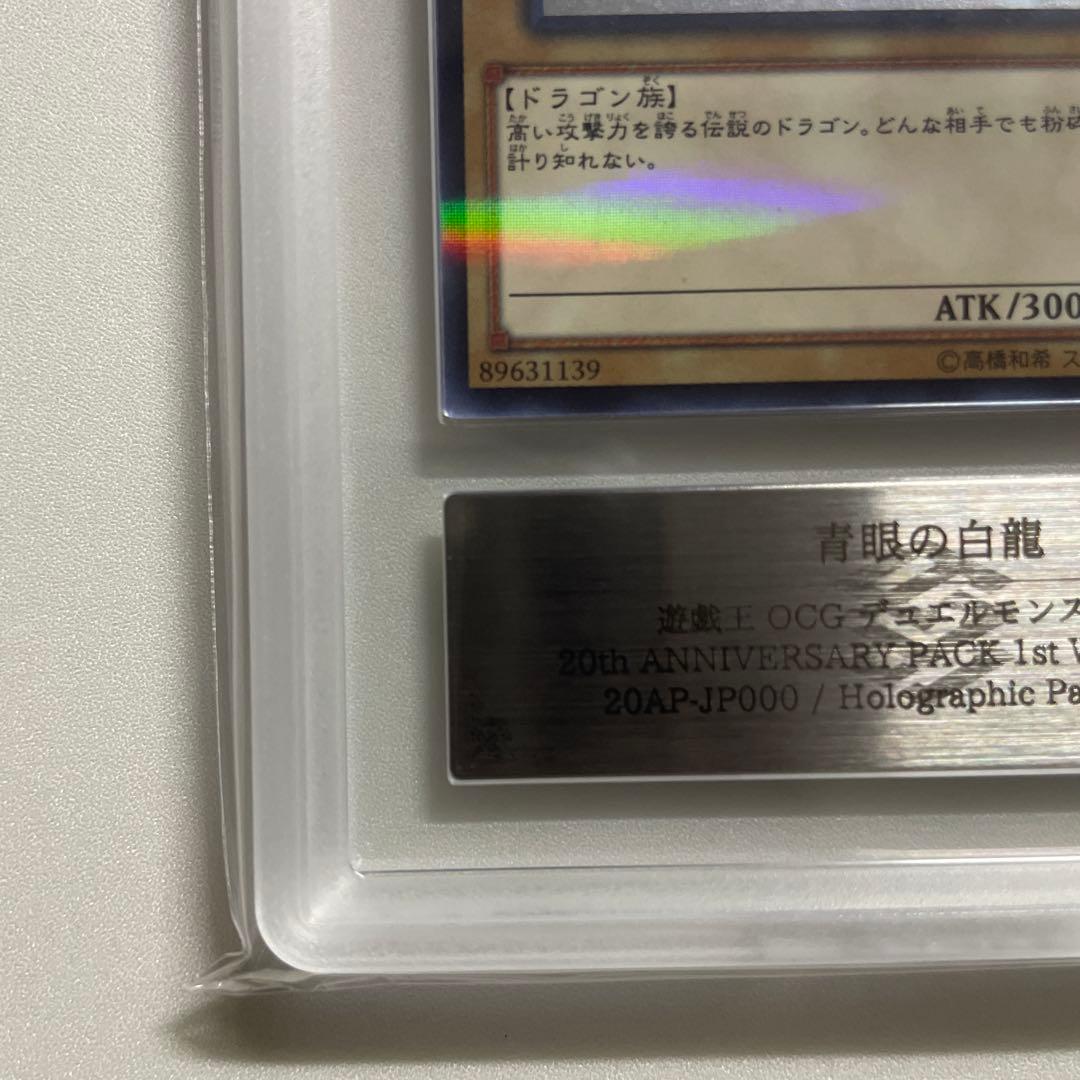 【ドラゴン族】
高い攻撃力を誇る伝説のドラゴン。どんな相手でも粉砕
計り知れない。
ATK/300
89631139
©高橋和希 ス
青眼の白龍
遊戯王 OCG デュエルモンス
20th ANNIVERSARY PACK 1st W
20AP-JP000 / Holographic Pa